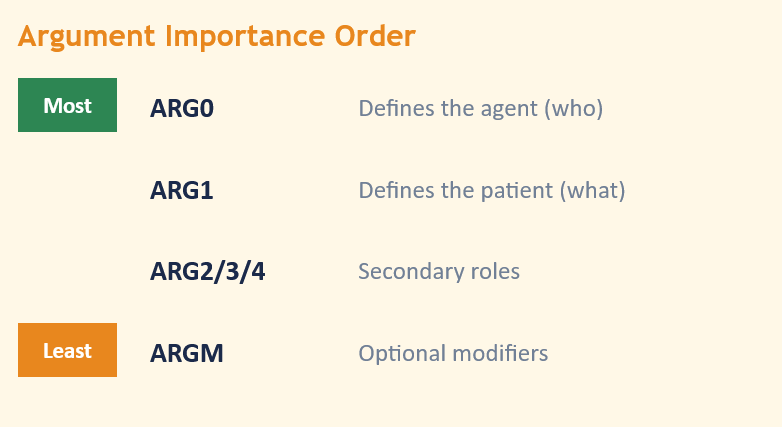 Argument Importance Order
Most ARG0 Defines the agent (who)
ARG1 Defines the patient (what)
ARG2/3/4 Secondary roles
Least ARGM Optional modifiers